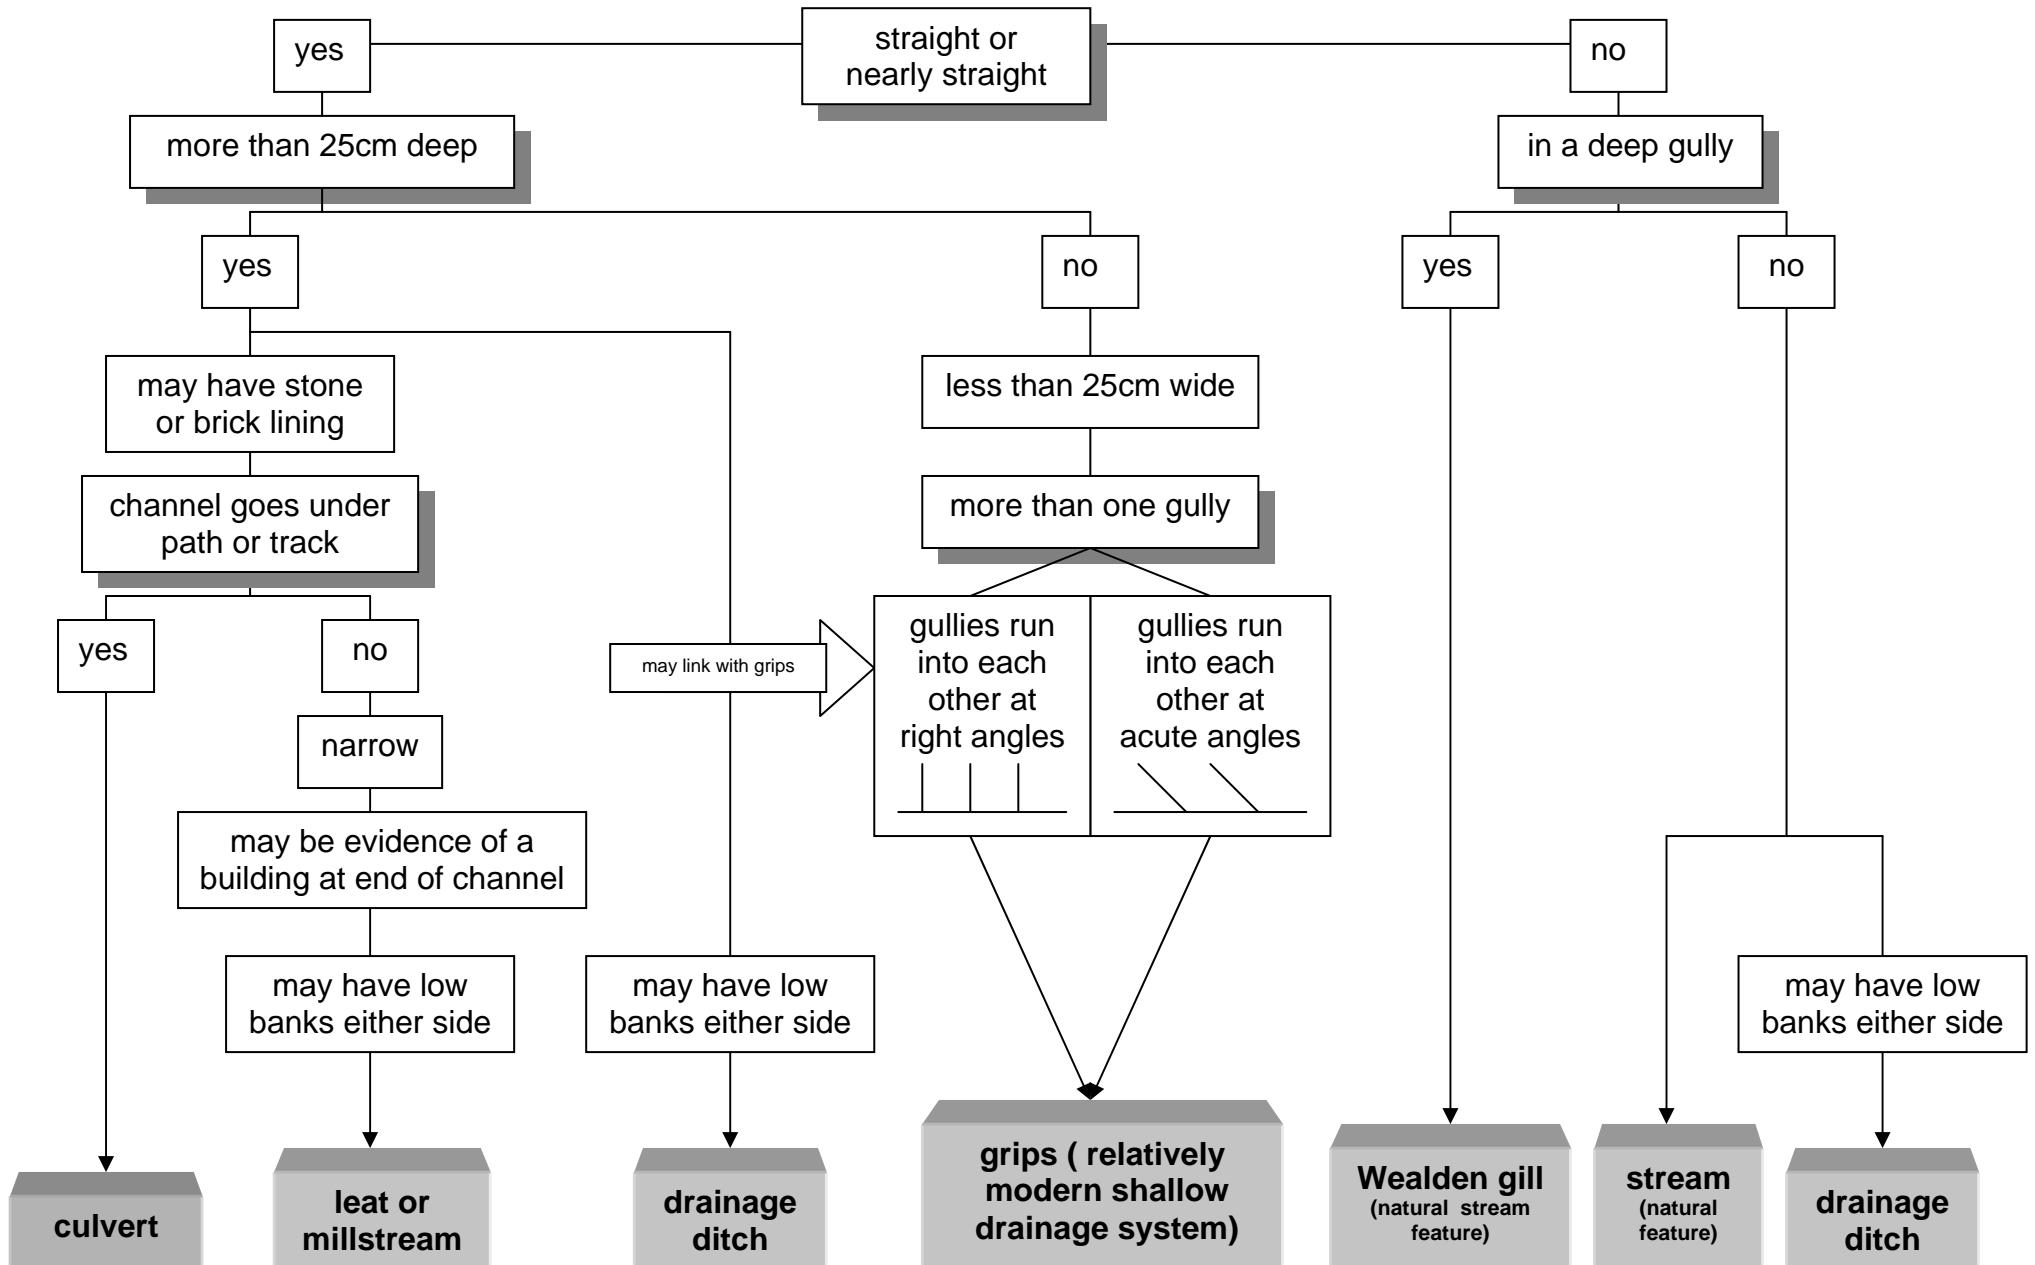 straight or
nearly straight
yes
no
more than 25cm deep
in a deep gully
yes
no
yes
no
may have stone
or brick lining
less than 25cm wide
channel goes under
path or track
more than one gully
yes
no
may link with grips
gullies run
into each
other at
right angles
gullies run
into each
other at
acute angles
narrow
may be evidence of a
building at end of channel
may have low
banks either side
may have low
banks either side
may have low
banks either side
culvert
leat or
millstream
drainage
ditch
grips ( relatively
modern shallow
drainage system)
Wealden gill
(natural stream
feature)
stream
(natural
feature)
drainage
ditch